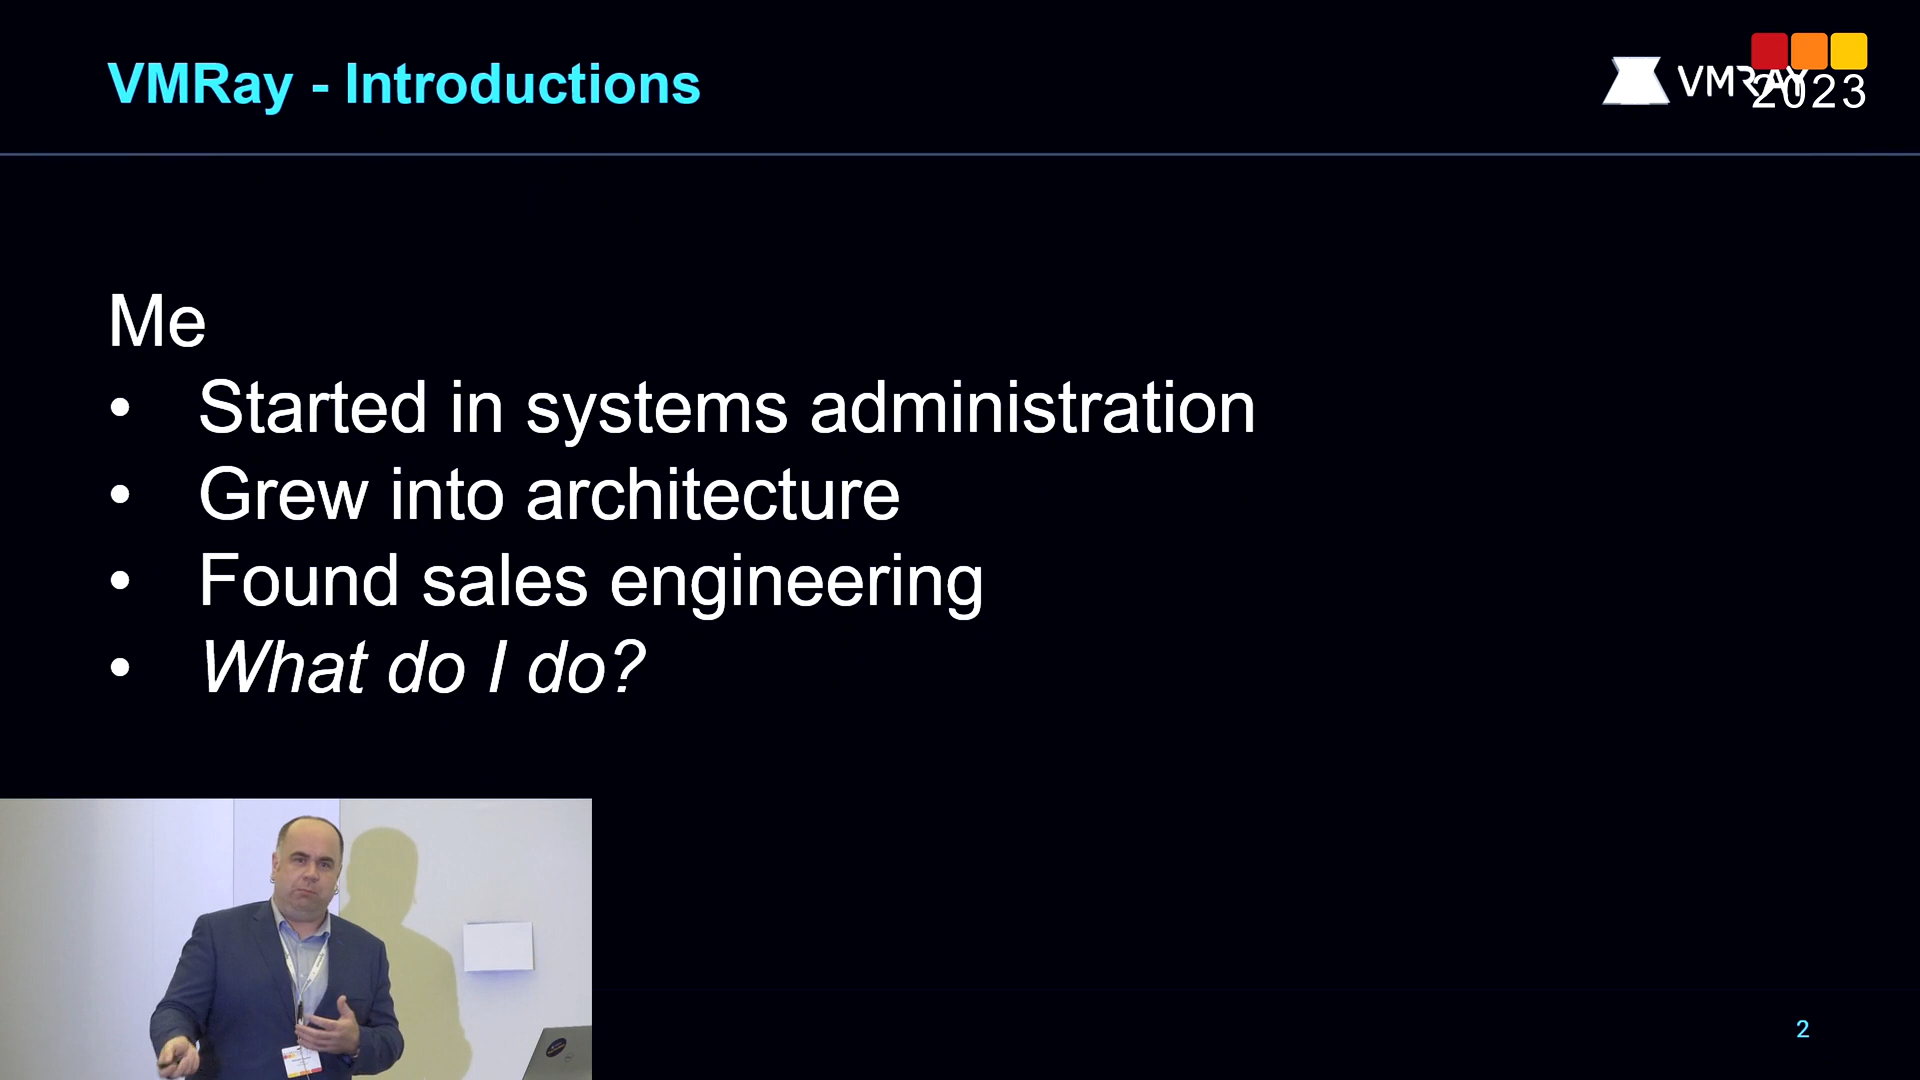 VMRay - Introductions
VMRAY
2023
Me
• Started in systems administration
• Grew into architecture
• Found sales engineering
• What do I do?
2